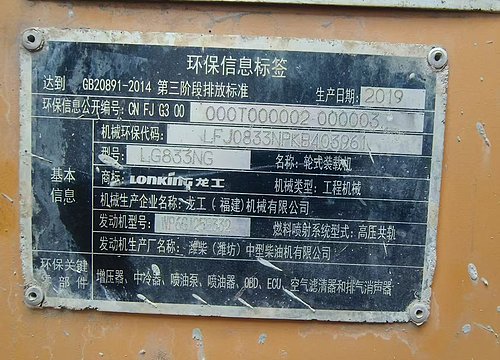 环保信息标签
达到 GB20891-2014 第三阶段排放标准 生产日期: 2019
环保信息公开编号: CN FJ G3 00 000T000002 000003
机械环保代码: LFJ0833NPKB403961
型号: LG833NG 名称: 轮式装载机
基本信息
商标: LONKING 龙工 机械类型: 工程机械
机械生产企业名称: 龙工(福建)机械有限公司
发动机型号: 燃料喷射系统型式: 高压共轨
发动机生产厂名称: 潍柴(潍坊)中型柴油机有限公司
环保关键 部件 增压器、中冷器、喷油泵、喷油器、OBD、ECU、空气滤清器和排气消声器